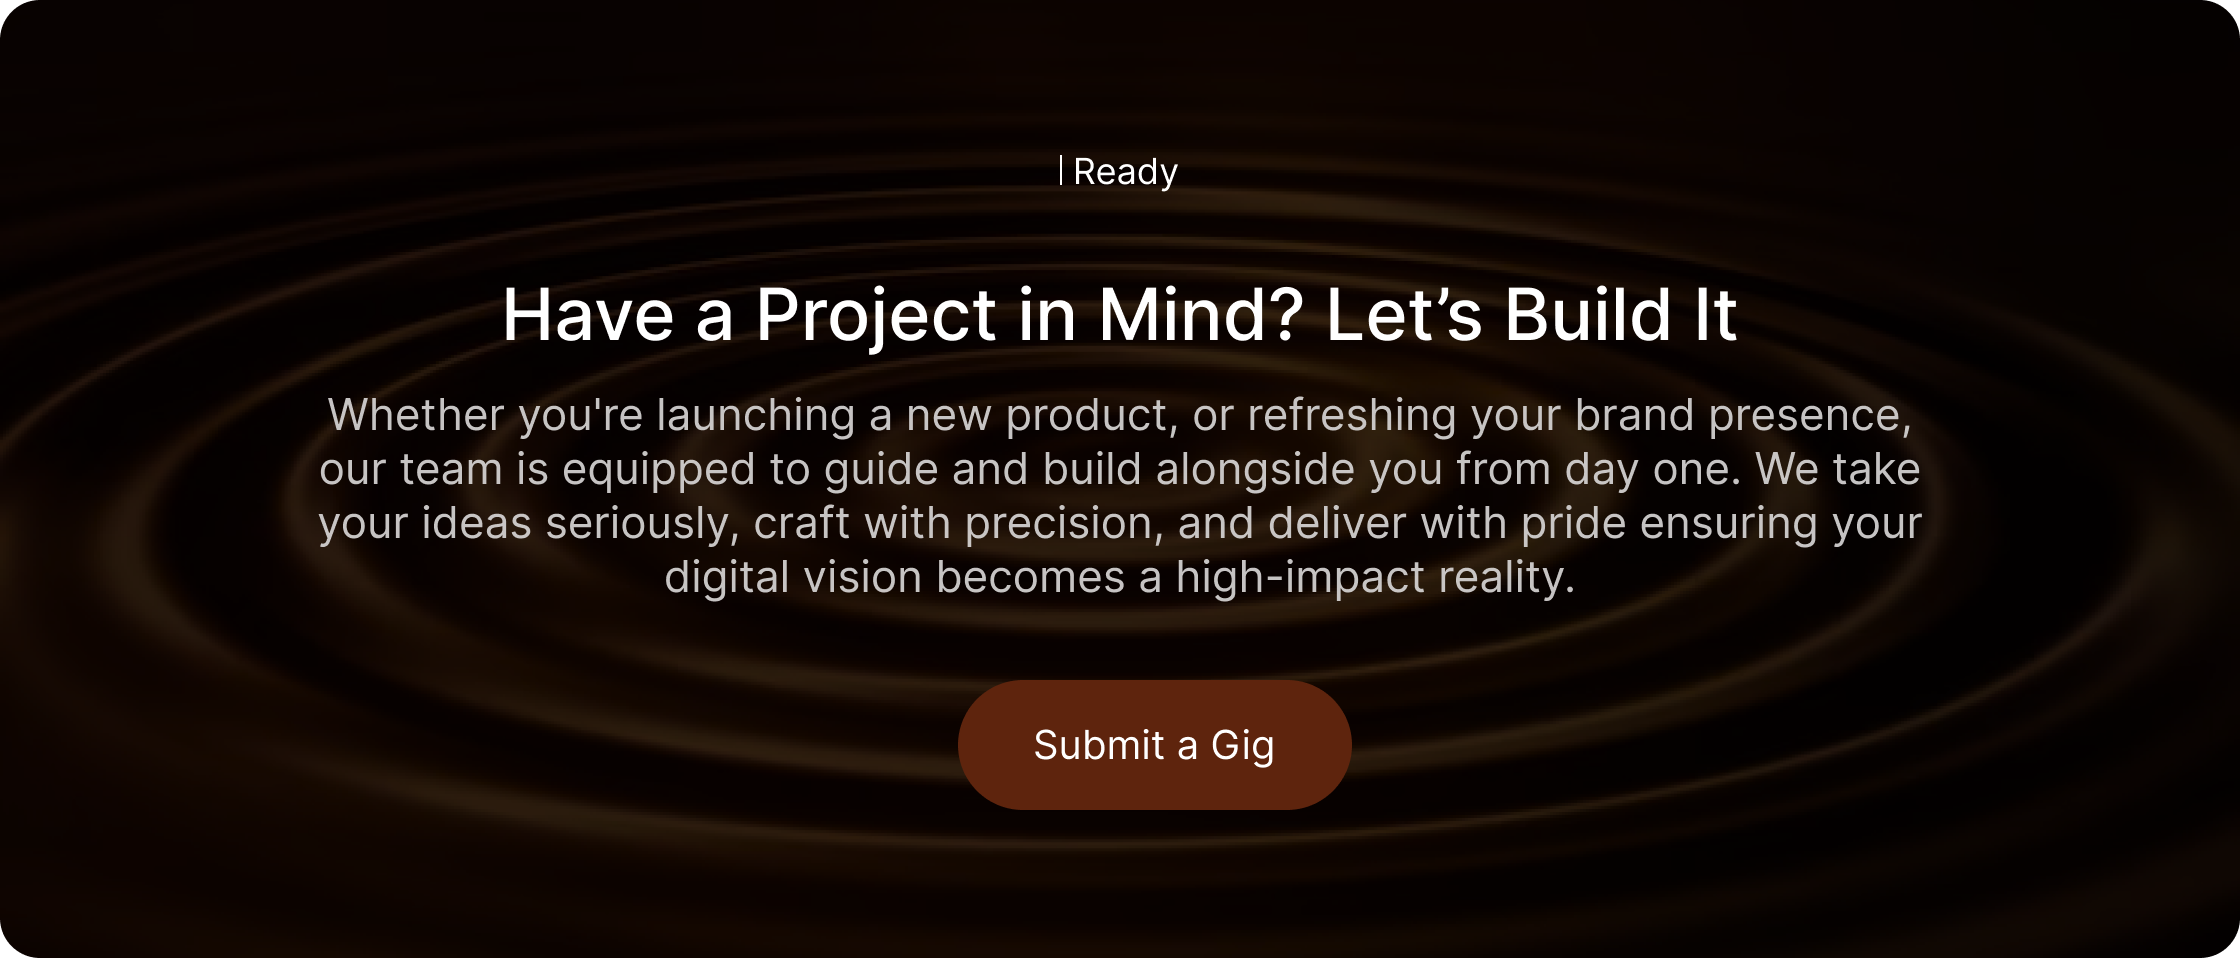 Ready
Have a Project in Mind? Let’s Build It
Whether you're launching a new product, or refreshing your brand presence,
our team is equipped to guide and build alongside you from day one. We take
your ideas seriously, craft with precision, and deliver with pride ensuring your
digital vision becomes a high-impact reality.
Submit a Gig